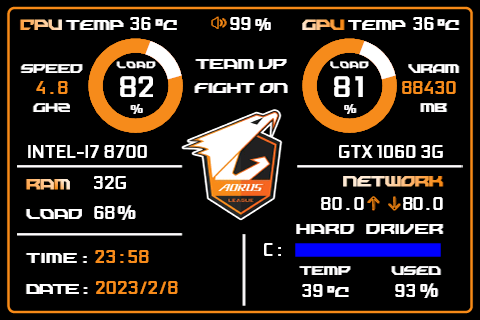 CPU TEMP 36 °C
99 %
GPU TEMP 36 °C
SPEED
4.8
GHZ
LOAD
82
%
TEAM UP
FIGHT ON
LOAD
81
%
VRAM
88430
MB
INTEL-I7 8700
GTX 1060 3G
AORUS
LEAGUE
RAM 32G
LOAD 68%
NETWORK
80.0 80.0
HARD DRIVER
C :
TEMP USED
39 °C 93 %
TIME : 23:58
DATE : 2023/2/8